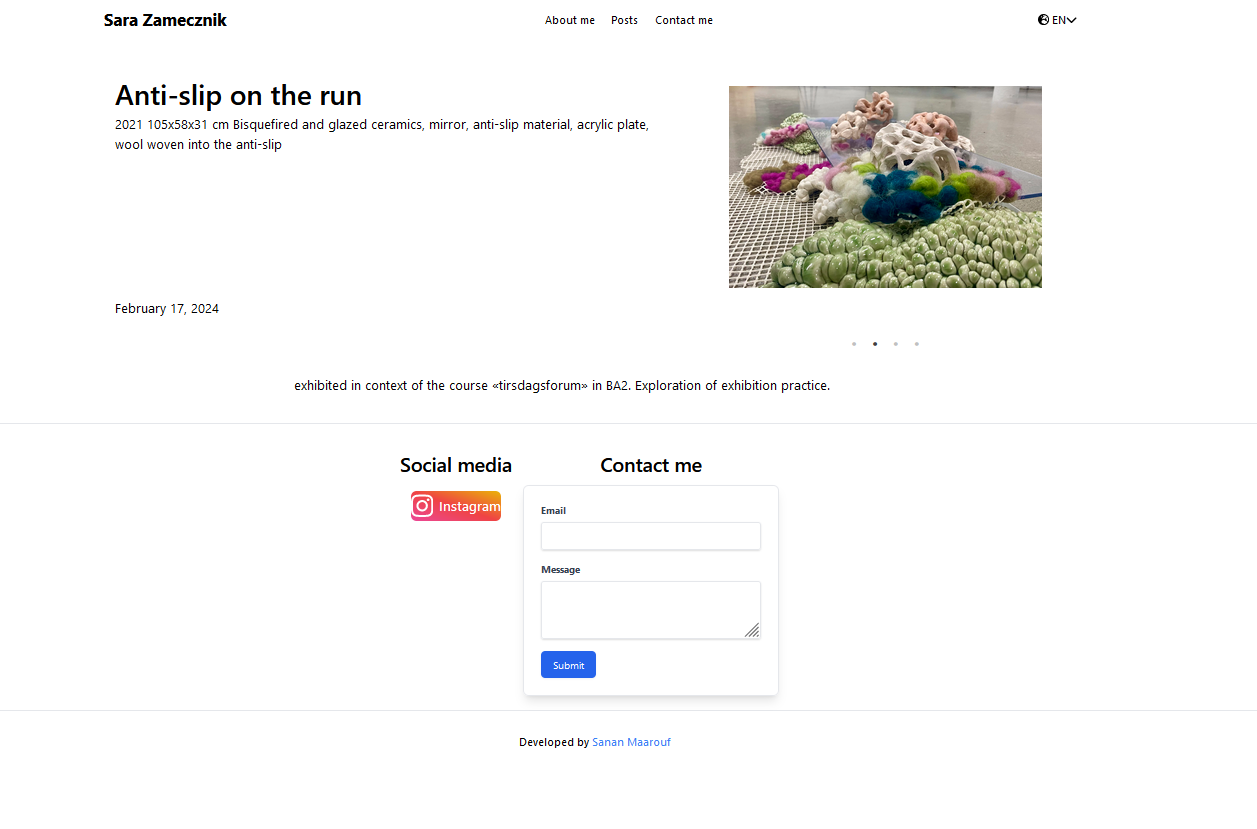 Sara Zamecznik
About me Posts Contact me
EN
Anti-slip on the run
2021 105x58x31 cm Bisquefired and glazed ceramics, mirror, anti-slip material, acrylic plate,
wool woven into the anti-slip
February 17, 2024
exhibited in context of the course «tirsdagsforum» in BA2. Exploration of exhibition practice.
Social media
Instagram
Contact me
Email
Message
Submit
Developed by Sanan Maarouf